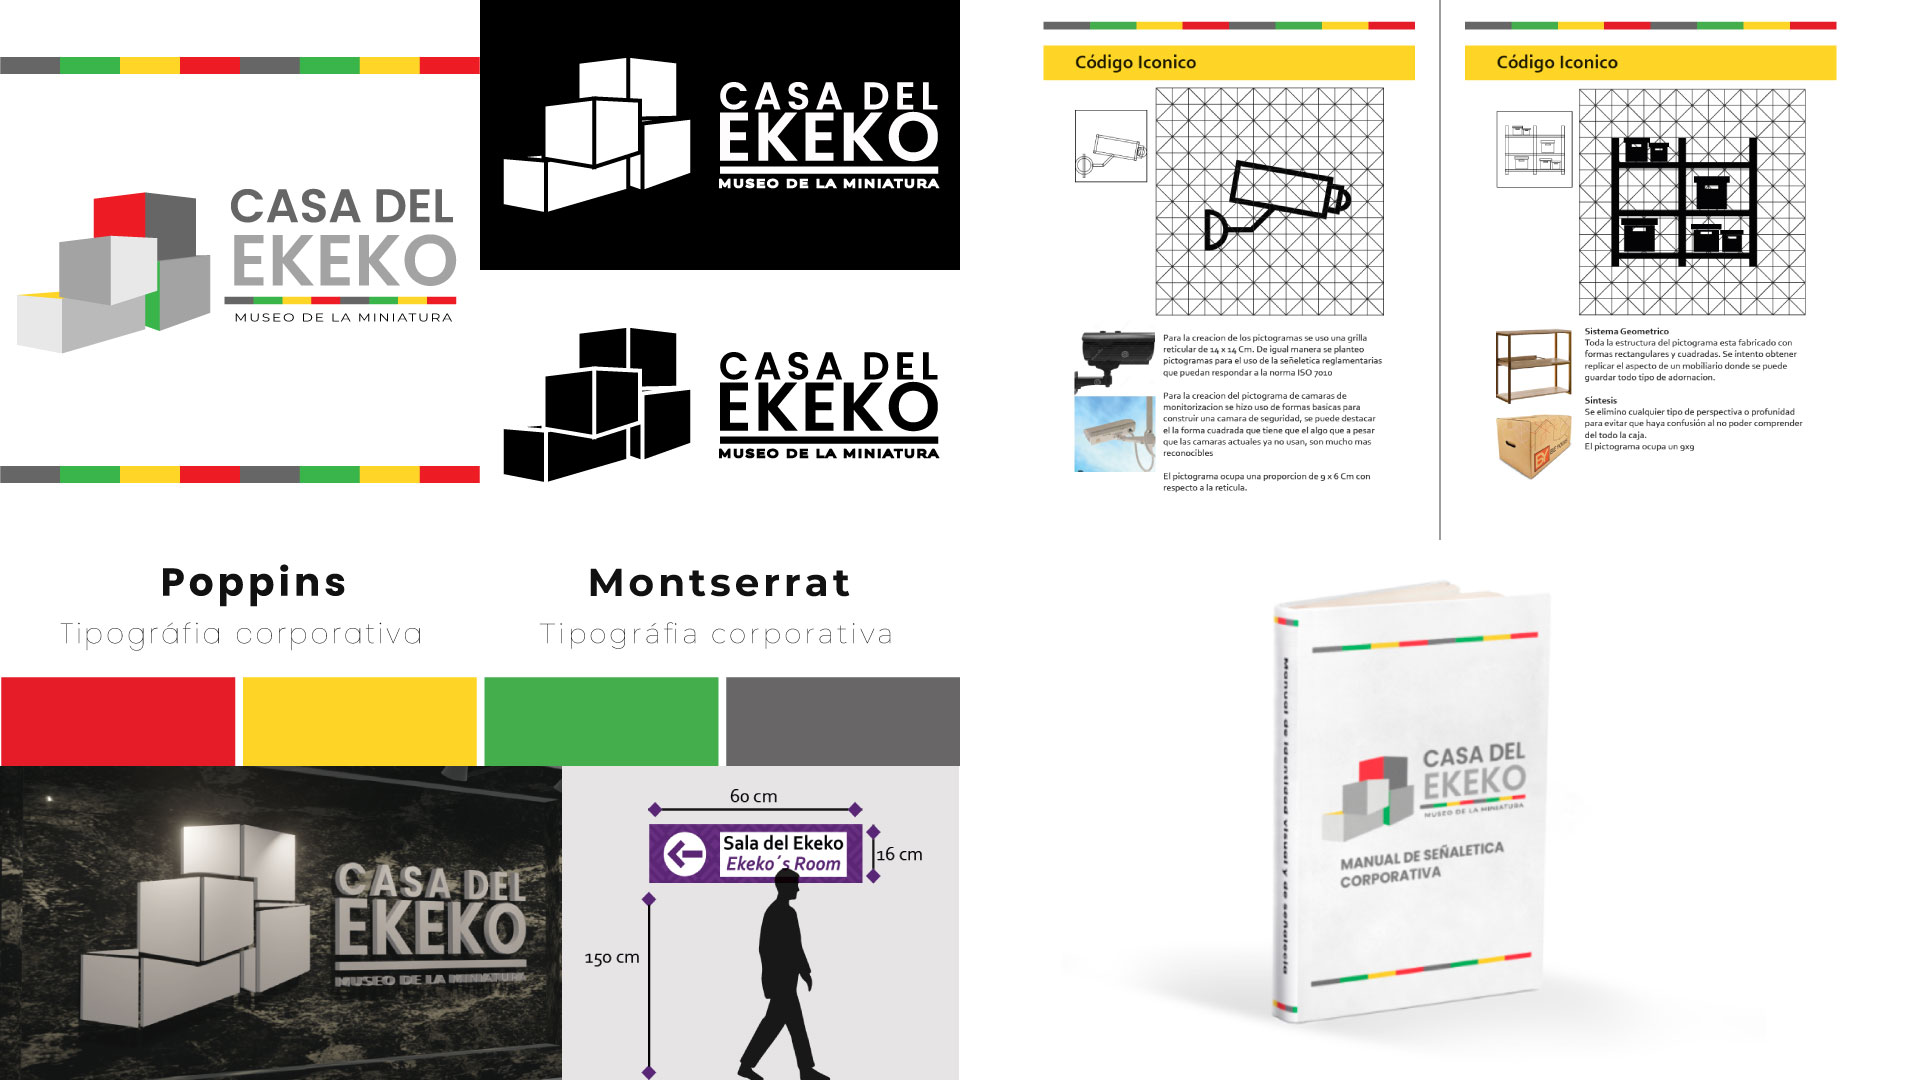 CASA DEL
EKEKO
MUSEO DE LA MINIATURA
CASA DEL
EKEKO
MUSEO DE LA MINIATURA
CASA DEL
EKEKO
MUSEO DE LA MINIATURA
Código Iconico
Para la creacion de los pictogramas se uso una grilla
reticular de 14 x 14 Cm. De igual manera se planteo
pictogramas para el uso de la señeletica reglamentarias
que puedan responder a la norma ISO 7010
Para la creacion del pictograma de camaras de
monitorizacion se hizo uso de formas basicas para
construir una camara de seguridad, se puede destacar
el la forma cuadrada que tiene que el algo que a pesar
que las camaras actuales ya no usan, son mucho mas
reconocibles
El pictograma ocupa una proporcion de 9 x 6 Cm con
respecto a la reticula.
Código Iconico
Sistema Geometrico
Toda la estructura del pictograma esta fabricado con
formas rectangulares y cuadradas. Se intento obtener
replicar el aspecto de un mobiliario donde se puede
guardar todo tipo de adornacion.
Sintesis
Se elimino cualquier tipo de perspectiva o profunidad
para evitar que haya confusión al no poder comprender
del todo la caja.
El pictograma ocupa un 9x9
Poppins
Tipográfia corporativa
Montserrat
Tipográfia corporativa
CASA DEL
EKEKO
MUSEO DE LA MINIATURA
60 cm
Sala del Ekeko
Ekeko´s Room
16 cm
150 cm
Manual de identidad visual y de señaletica
CASA DEL
EKEKO
MUSEO DE LA MINIATURA
MANUAL DE SEÑALETICA
CORPORATIVA